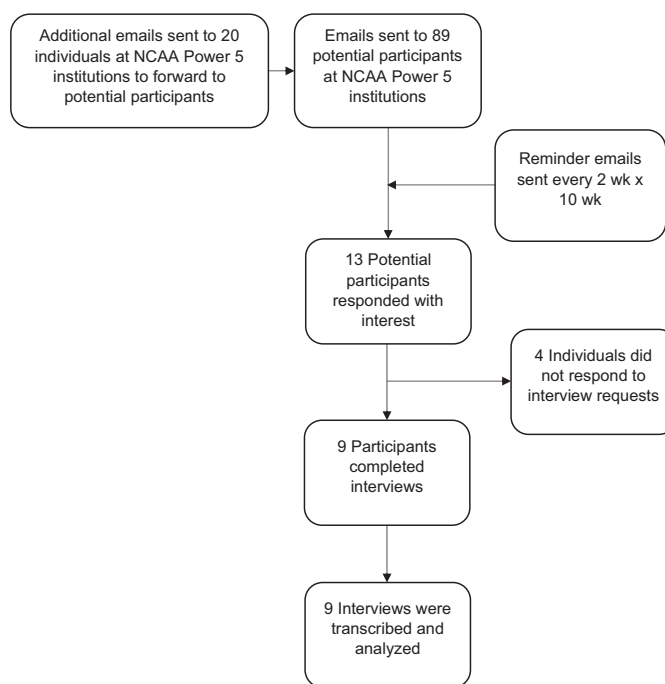 Additional emails sent to 20
individuals at NCAA Power 5
institutions to forward to
potential participants
Emails sent to 89
potential participants
at NCAA Power 5
institutions
Reminder emails
sent every 2 wk x
10 wk
13 Potential
participants
responded with
interest
4 Individuals did
not respond to
interview requests
9 Participants
completed
interviews
9 Interviews were
transcribed and
analyzed